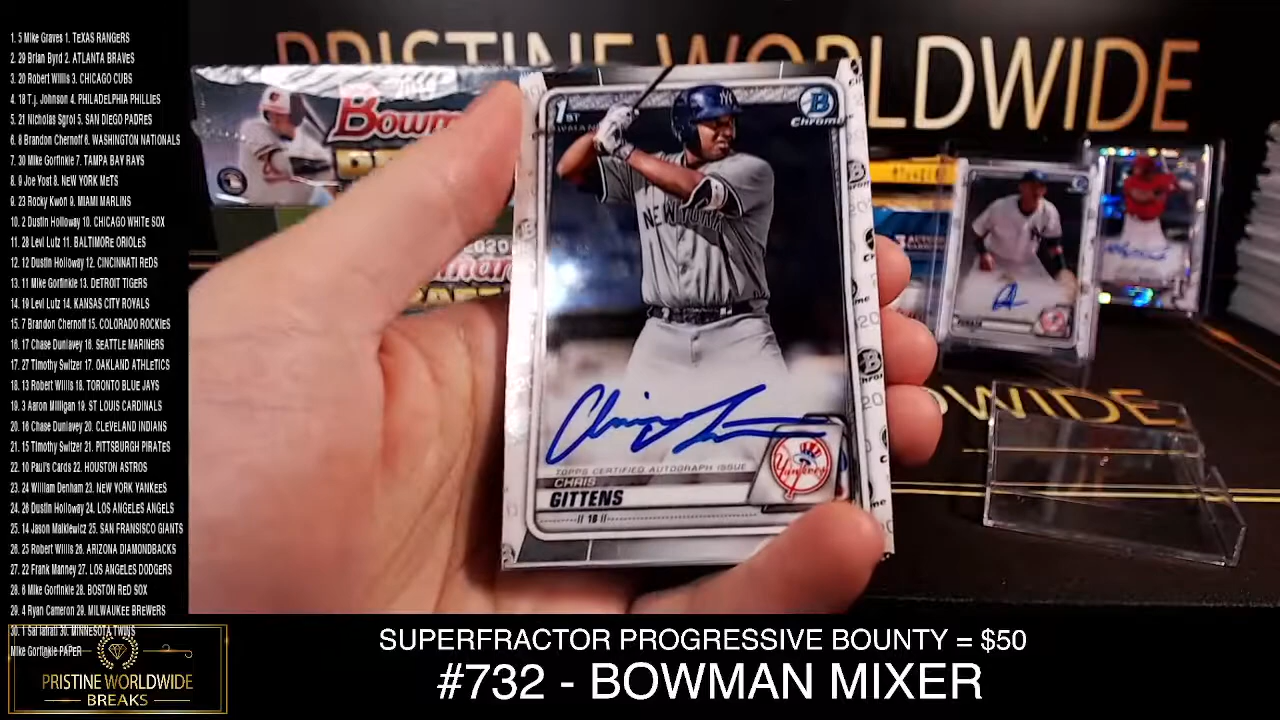 1. 5 Mike Graves 1. TEXAS RANGERS
2. 29 Brian Byrd 2. ATLANTA BRAVES
3. 20 Robert Willis 3. CHICAGO CUBS
4. 18 T.j. Johnson 4. PHILADELPHIA PHILLIES
5. 21 Nicholas Sgroi 5. SAN DIEGO PADRES
6. 8 Brandon Chernoff 6. WASHINGTON NATIONALS
7. 30 Mike Gorfinkle 7. TAMPA BAY RAYS
8. 9 Joe Yost 8. NEW YORK METS
9. 23 Rocky Kwon 9. MIAMI MARLINS
10. 2 Dustin Holloway 10. CHICAGO WHITE SOX
11. 28 Levi Lutz 11. BALTIMORE ORIOLES
12. 12 Dustin Holloway 12. CINCINNATI REDS
13. 11 Mike Gorfinkle 13. DETROIT TIGERS
14. 19 Levi Lutz 14. KANSAS CITY ROYALS
15. 7 Brandon Chernoff 15. COLORADO ROCKIES
16. 17 Chase Dunlavey 16. SEATTLE MARINERS
17. 27 Timothy Switzer 17. OAKLAND ATHLETICS
18. 13 Robert Willis 18. TORONTO BLUE JAYS
19. 3 Aaron Milligan 19. ST LOUIS CARDINALS
20. 16 Chase Dunlavey 20. CLEVELAND INDIANS
21. 15 Timothy Switzer 21. PITTSBURGH PIRATES
22. 10 Paul's Cards 22. HOUSTON ASTROS
23. 24 William Denham 23. NEW YORK YANKEES
24. 26 Dustin Holloway 24. LOS ANGELES ANGELS
25. 14 Jason Malkiewicz 25. SAN FRANSISCO GIANTS
26. 25 Robert Willis 26. ARIZONA DIAMONDBACKS
27. 22 Frank Manney 27. LOS ANGELES DODGERS
28. 6 Mike Gorfinkle 28. BOSTON RED SOX
29. 4 Ryan Cameron 29. MILWAUKEE BREWERS
30. 1 Sal Tafrali 30. MINNESOTA TWINS
Mike Gorfinkle PAPER
PRISTINE WORLDWIDE
BREAKS
PRISTINE WORLDWIDE
1ST
B
Chrome
NY
NEW YORK
TOPPS CERTIFIED AUTOGRAPH ISSUE
CHRIS
GITTENS
// 18 //
Yankees
2020
SUPERFRACTOR PROGRESSIVE BOUNTY = $50
#732 - BOWMAN MIXER